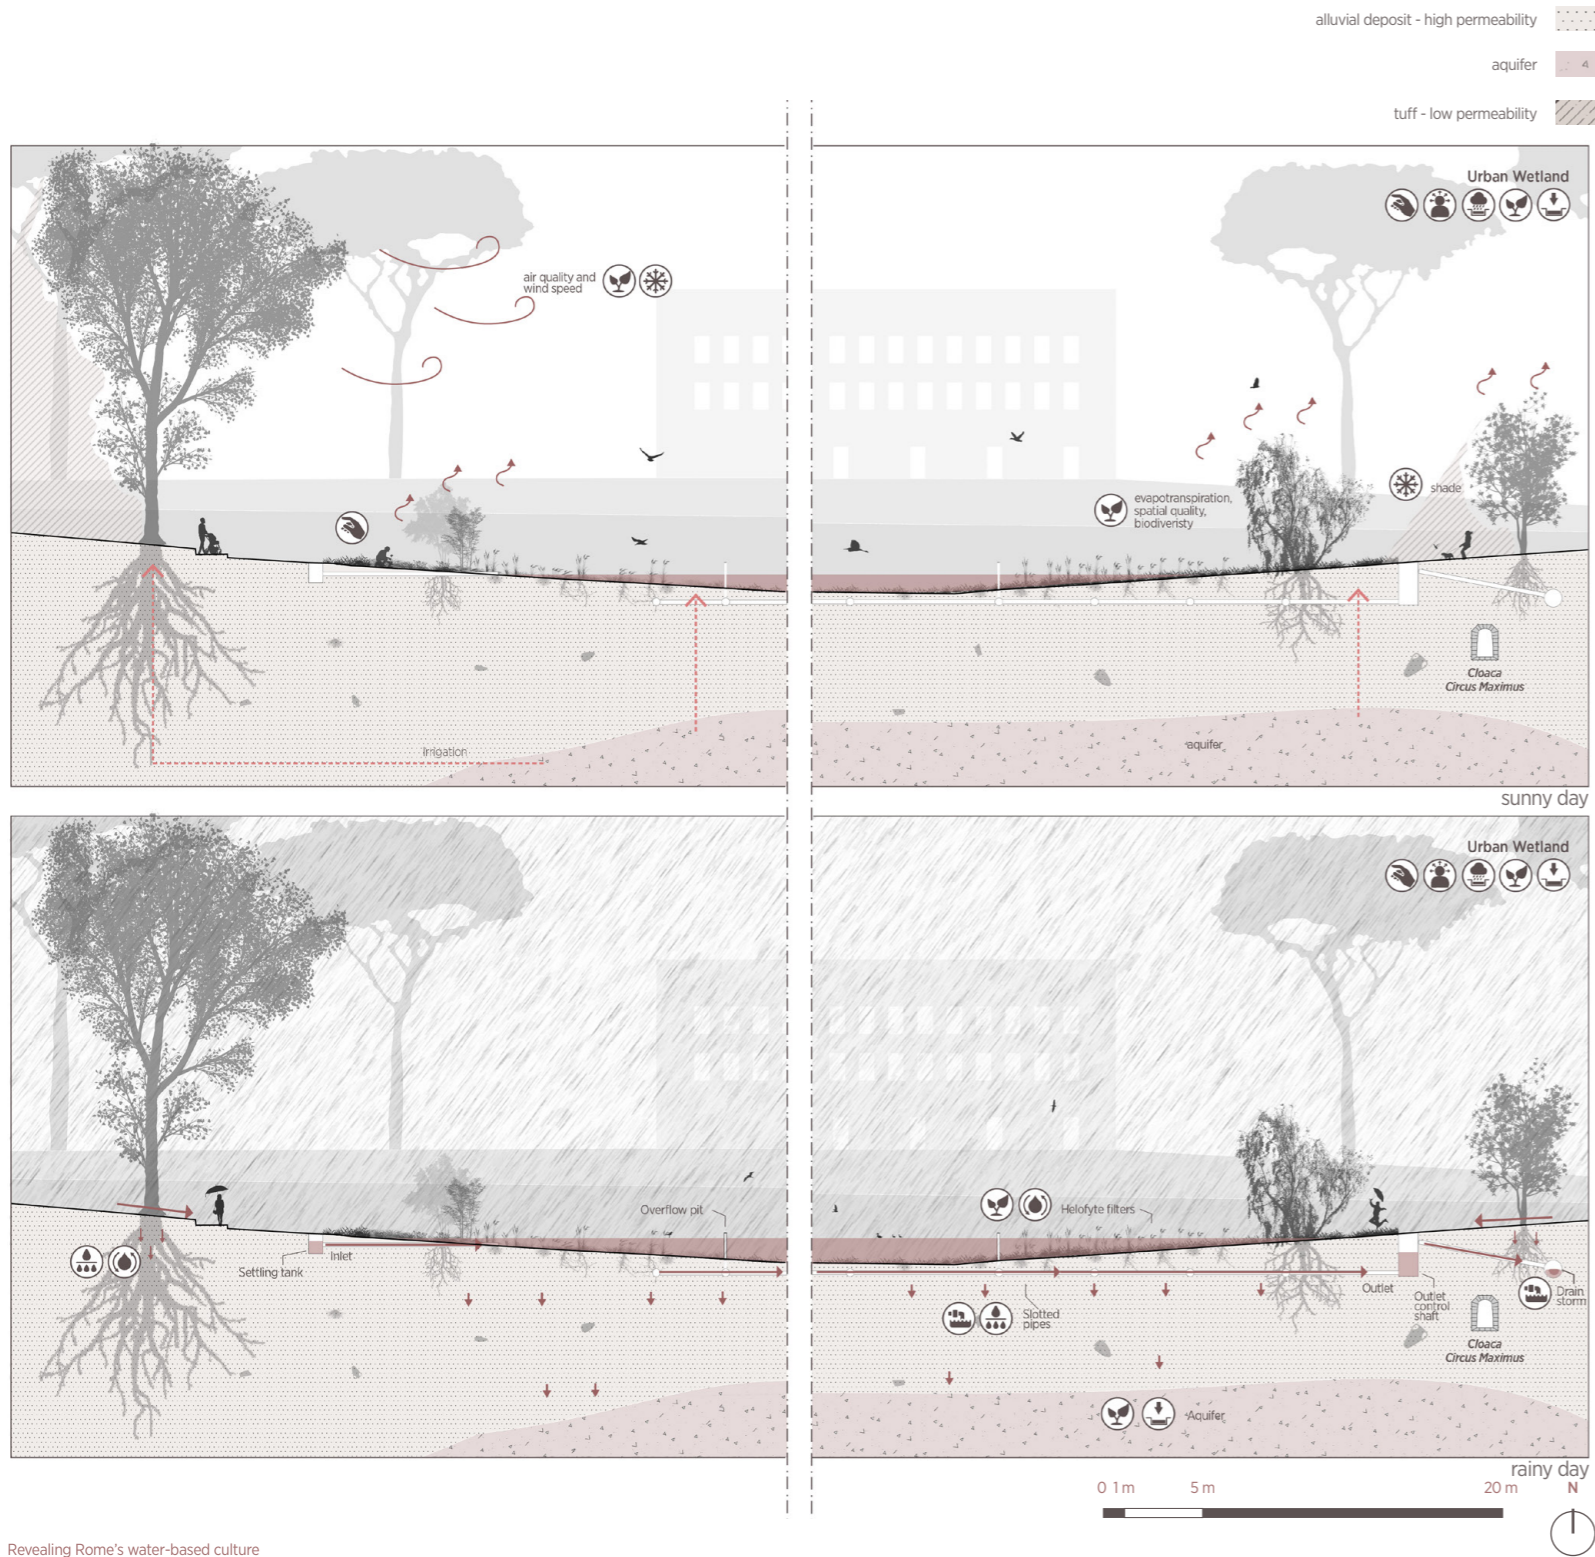 alluvial deposit - high permeability
aquifer
tuff - low permeability
Urban Wetland
air quality and
wind speed
evapotranspiration,
spatial quality,
biodiveristy
shade
Cloaca
Circus Maximus
Irrigation
aquifer
sunny day
Urban Wetland
Overflow pit
Helofyte filters
Inlet
Settling tank
Outlet
Outlet
control
shaft
Drain
storm
Slotted
pipes
Cloaca
Circus Maximus
Aquifer
rainy day
0 1 m 5 m 20 m N
Revealing Rome's water-based culture